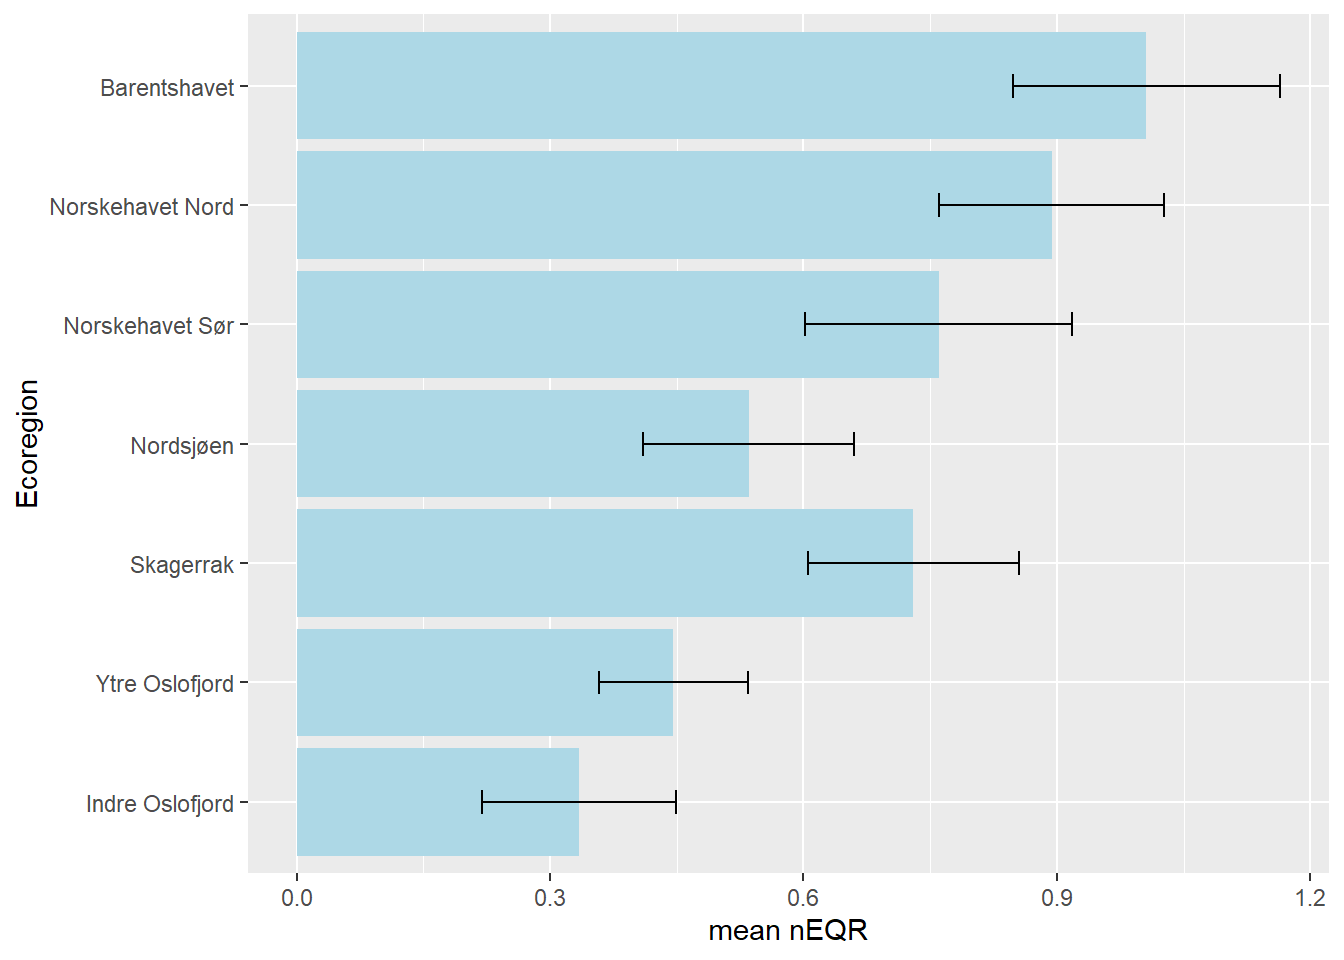 Ecoregion
Barentshavet
Norskehavet Nord
Norskehavet Sør
Nordsjøen
Skagerrak
Ytre Oslofjord
Indre Oslofjord
0.0 0.3 0.6 0.9 1.2
mean nEQR